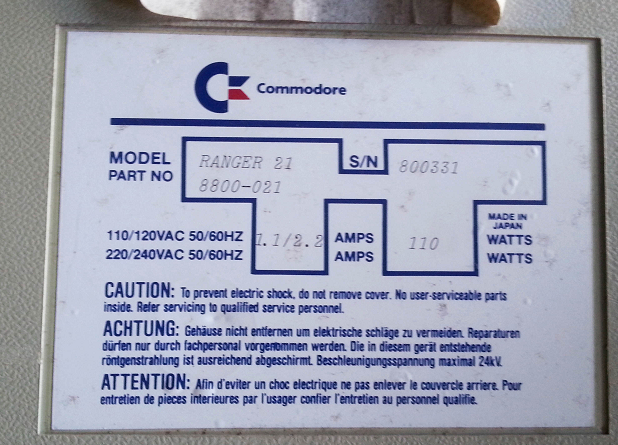 Commodore
MODEL RANGER 21 S/N 800331
PART NO 8800-021
MADE IN
JAPAN
110/120VAC 50/60HZ 1.1/2.2 AMPS 110 WATTS
220/240VAC 50/60HZ AMPS WATTS
CAUTION: To prevent electric shock, do not remove cover. No user-serviceable parts
inside. Refer servicing to qualified service personnel.
ACHTUNG: Gehäuse nicht entfernen um elektrische schläge zu vermeiden. Reparaturen
dürfen nur durch fachpersonal vorgenommen werden. Die in diesem gerät entstehende
röntgenstrahlung ist ausreichend abgeschirmt. Beschleunigungsspannung maximal 24kV.
ATTENTION: Afin d'eviter un choc electrique ne pas enlever le couvercle arriere. Pour
entretien de pieces interieures par l'usager confier l'entretien au personnel qualifie.